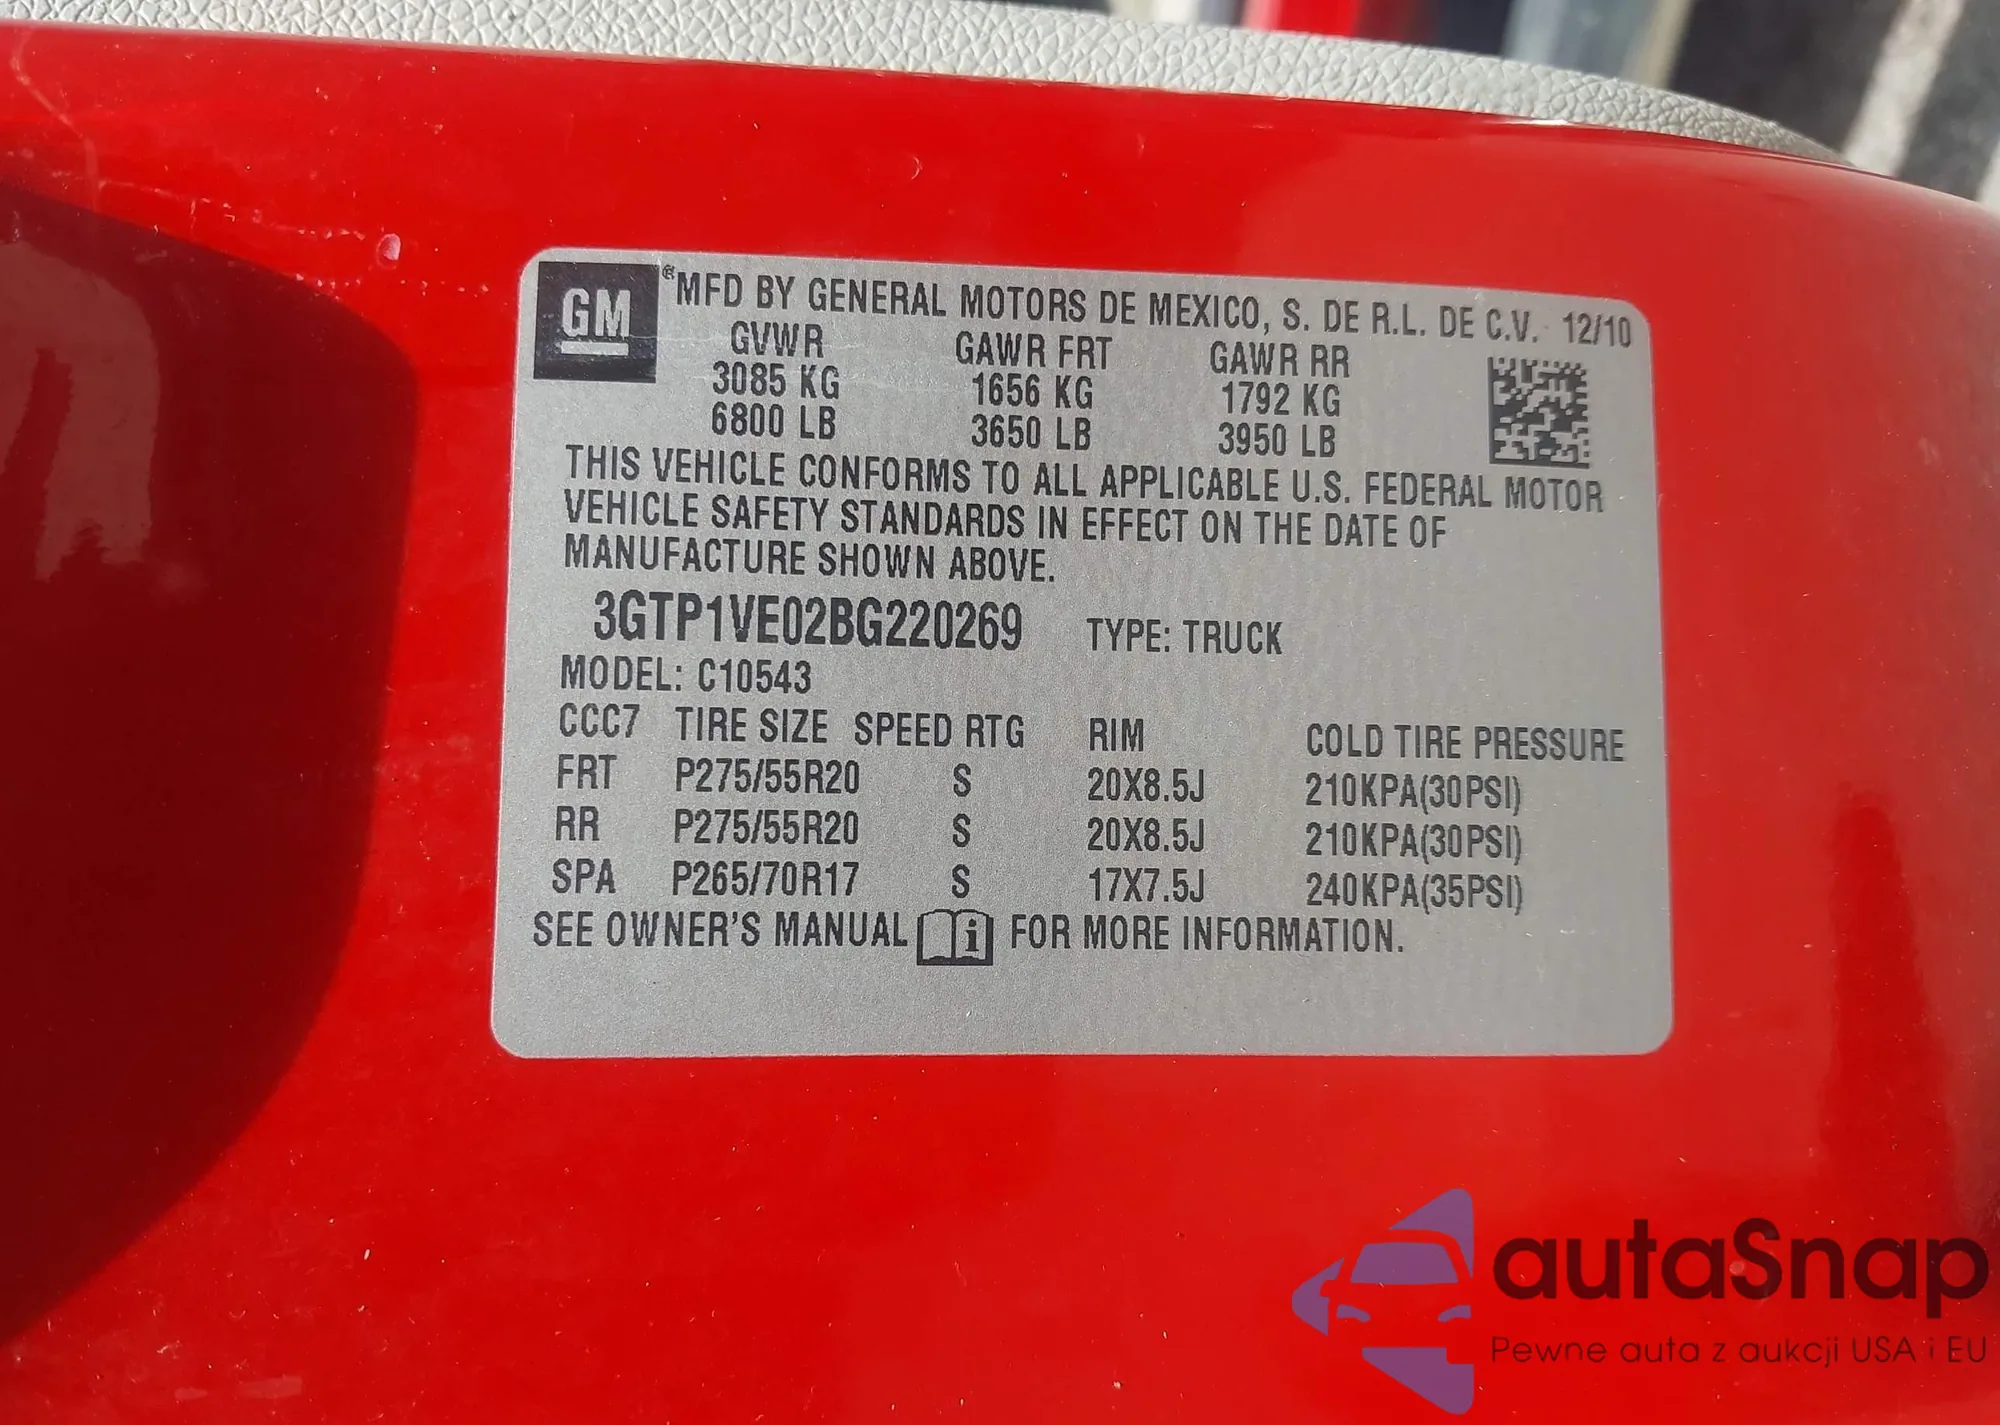 GM ® MFD BY GENERAL MOTORS DE MEXICO, S. DE R.L. DE C.V. 12/10
GVWR GAWR FRT GAWR RR
3085 KG 1656 KG 1792 KG
6800 LB 3650 LB 3950 LB
THIS VEHICLE CONFORMS TO ALL APPLICABLE U.S. FEDERAL MOTOR
VEHICLE SAFETY STANDARDS IN EFFECT ON THE DATE OF
MANUFACTURE SHOWN ABOVE.
3GTP1VE02BG220269 TYPE: TRUCK
MODEL: C10543
CCC7 TIRE SIZE SPEED RTG RIM COLD TIRE PRESSURE
FRT P275/55R20 S 20X8.5J 210KPA(30PSI)
RR P275/55R20 S 20X8.5J 210KPA(30PSI)
SPA P265/70R17 S 17X7.5J 240KPA(35PSI)
SEE OWNER'S MANUAL i FOR MORE INFORMATION.
autaSnap
Pewne auta z aukcji USA i EU